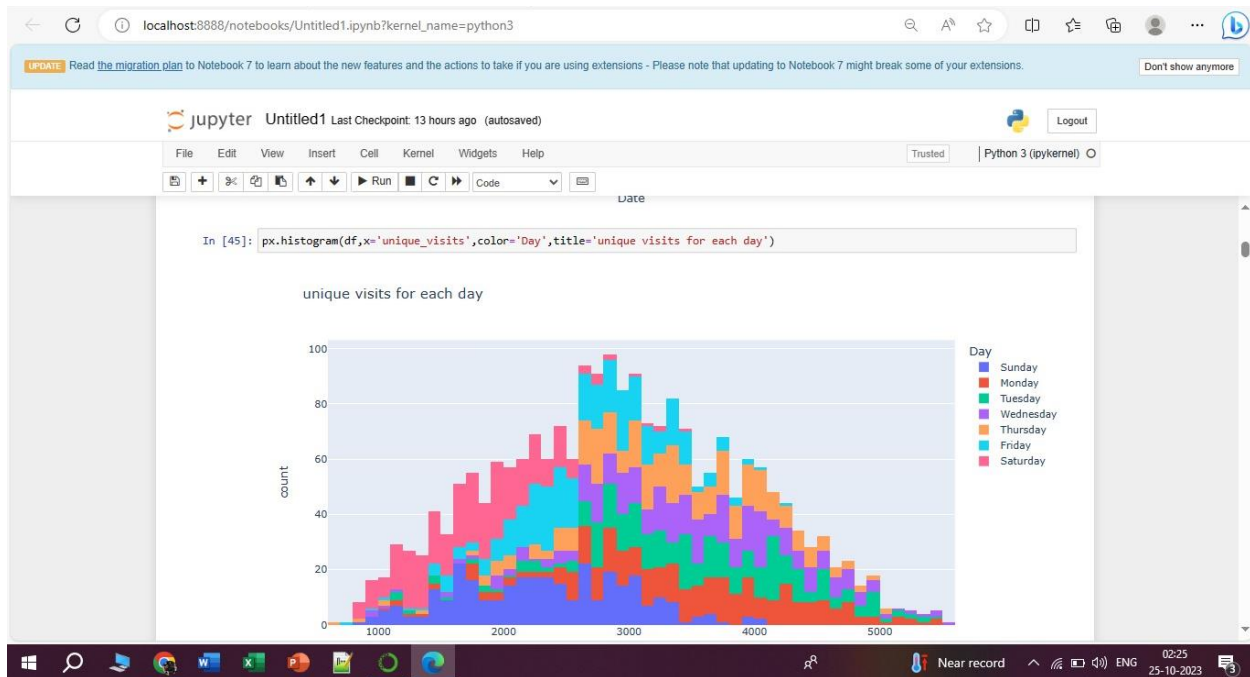 localhost:8888/notebooks/Untitled1.ipynb?kernel_name=python3
UPDATE Read the migration plan to Notebook 7 to learn about the new features and the actions to take if you are using extensions - Please note that updating to Notebook 7 might break some of your extensions. Don't show anymore
jupyter Untitled1 Last Checkpoint: 13 hours ago (autosaved) Logout
File Edit View Insert Cell Kernel Widgets Help Trusted Python 3 (ipykernel)
Run Code
Date
In [45]: px.histogram(df,x='unique_visits',color='Day',title='unique visits for each day')
unique visits for each day
100
80
60
40
20
0
count
1000 2000 3000 4000 5000
Day
Sunday
Monday
Tuesday
Wednesday
Thursday
Friday
Saturday
Near record ENG 02:25
25-10-2023
3